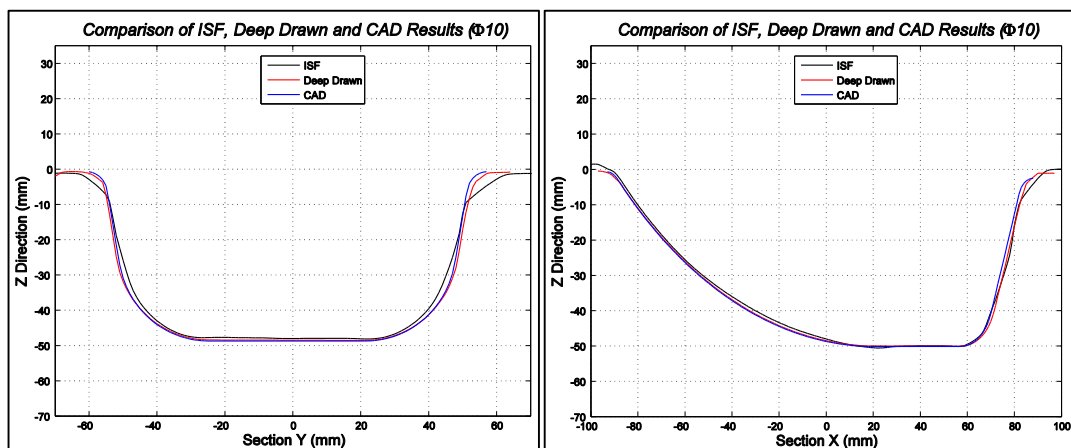 Comparison of ISF, Deep Drawn and CAD Results (Φ10)
ISF
Deep Drawn
CAD
Z Direction (mm)
30
20
10
0
-10
-20
-30
-40
-50
-60
-70
-60 -40 -20 0 20 40 60
Section Y (mm)
Comparison of ISF, Deep Drawn and CAD Results (Φ10)
ISF
Deep Drawn
CAD
Z Direction (mm)
30
20
10
0
-10
-20
-30
-40
-50
-60
-70
-100 -80 -60 -40 -20 0 20 40 60 80 100
Section X (mm)